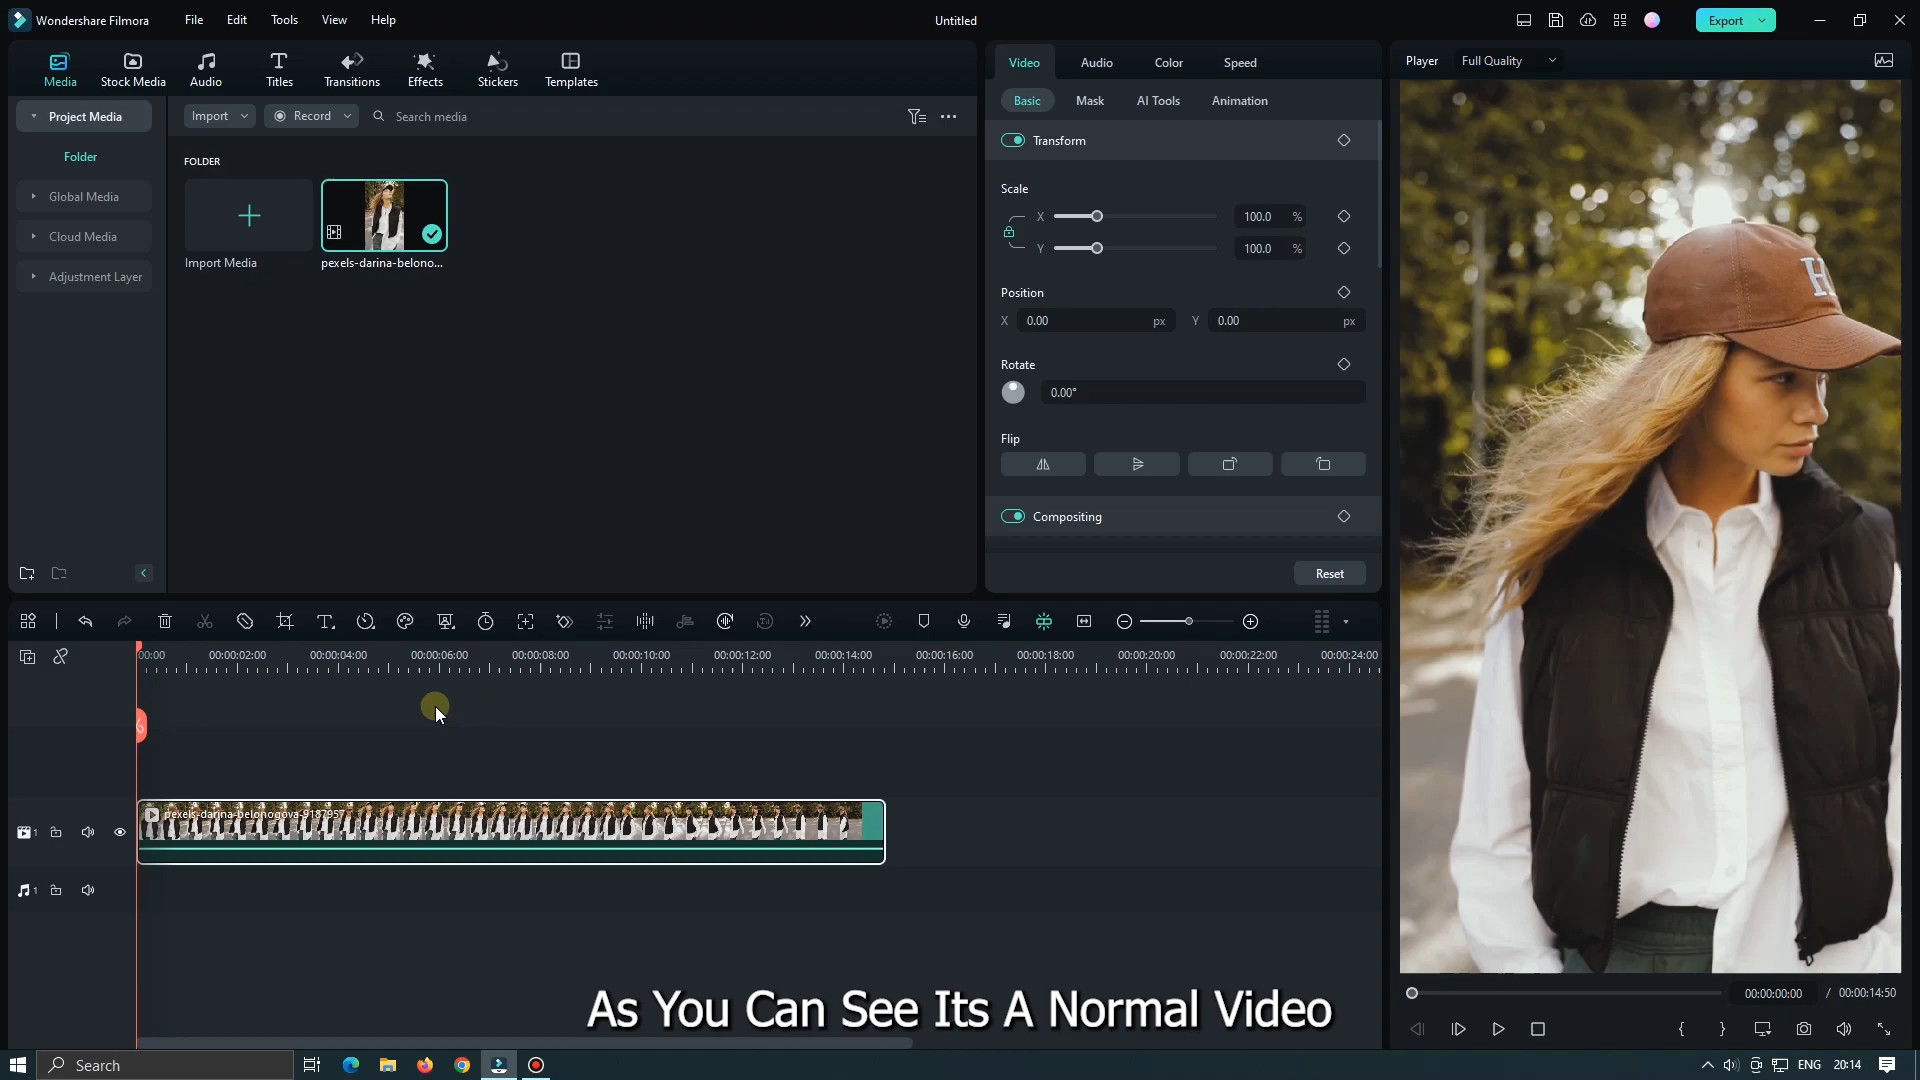 Wondershare Filmora File Edit Tools View Help Untitled Export
Media Stock Media Audio Titles Transitions Effects Stickers Templates
Video Audio Color Speed
Player Full Quality
Basic Mask AI Tools Animation
Project Media Import Record Search media
Folder
Global Media
Cloud Media
Adjustment Layer
FOLDER
Import Media pexels-darina-belono...
Transform
Scale
X 100.0 %
Y 100.0 %
Position
X 0.00 px Y 0.00 px
Rotate
0.00°
Flip
Compositing
Reset
H
00:00 00:00:02:00 00:00:04:00 00:00:06:00 00:00:08:00 00:00:10:00 00:00:12:00 00:00:14:00 00:00:16:00 00:00:18:00 00:00:20:00 00:00:22:00 00:00:24:00
pexels-darina-belonogova-9187957
1
1
As You Can See Its A Normal Video
00:00:00:00 / 00:00:14:50
Search ENG 20:14